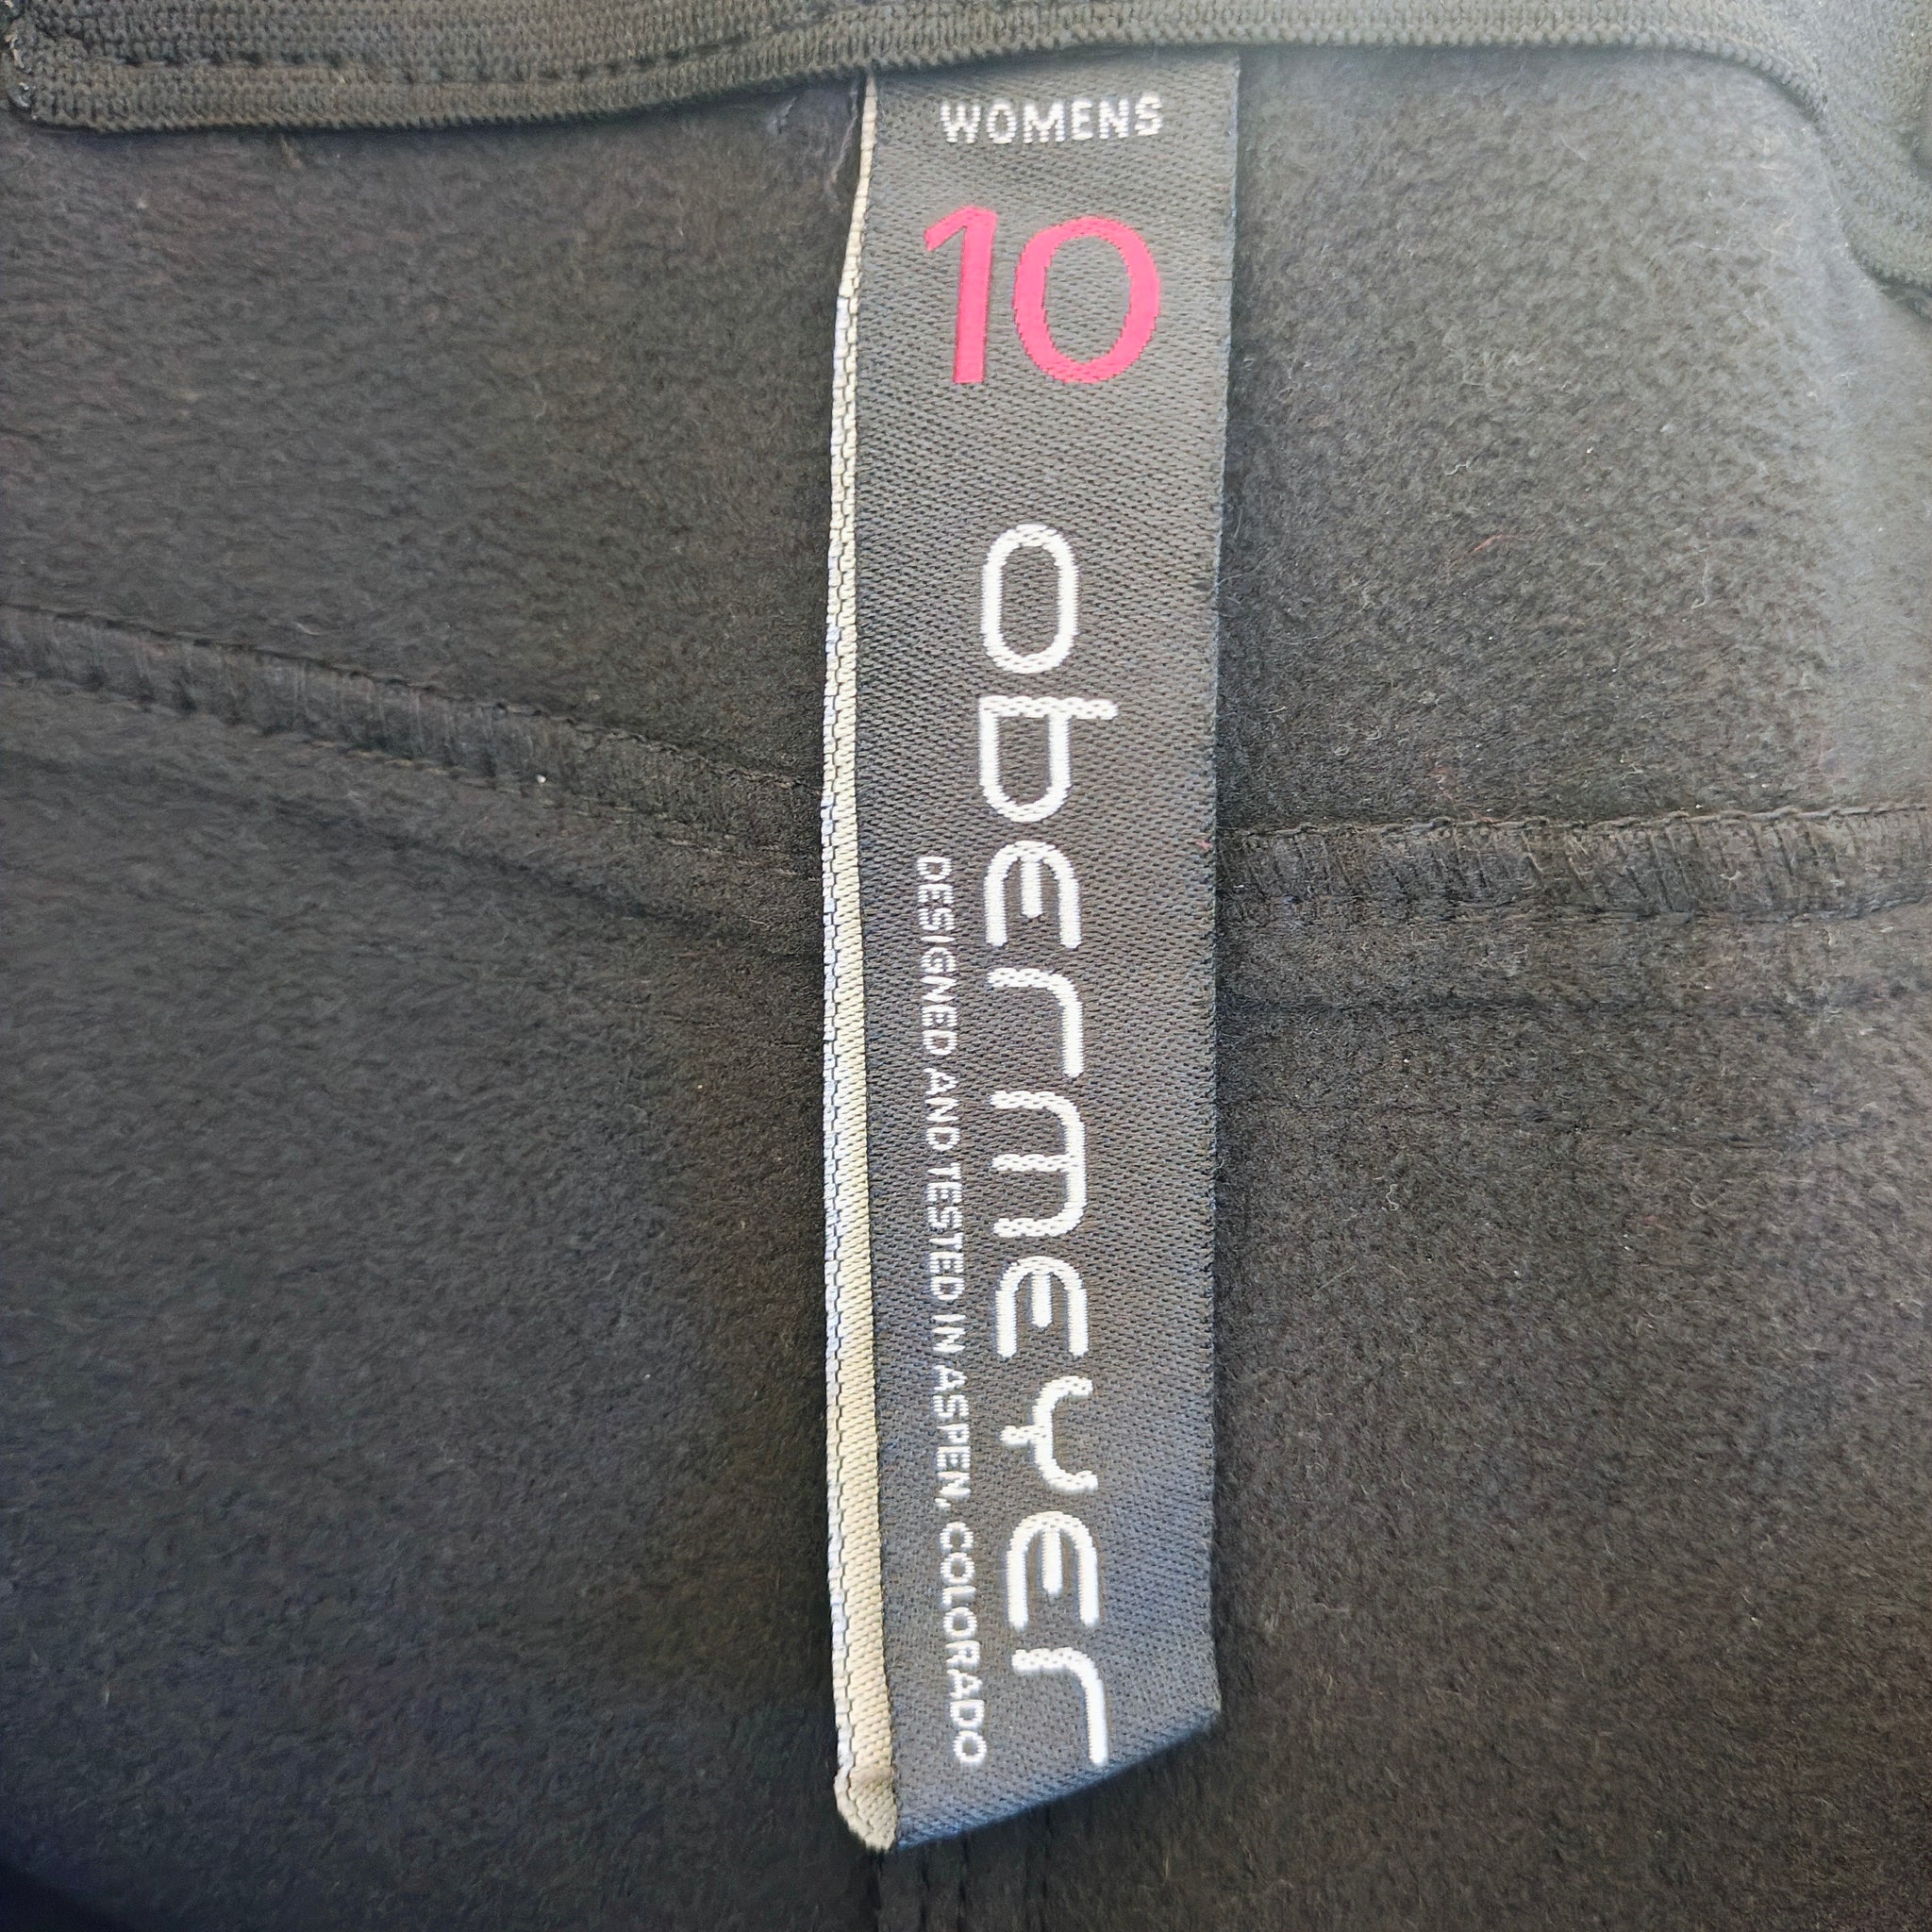 WOMENS
10
obermeyer
DESIGNED AND TESTED IN ASPEN, COLORADO